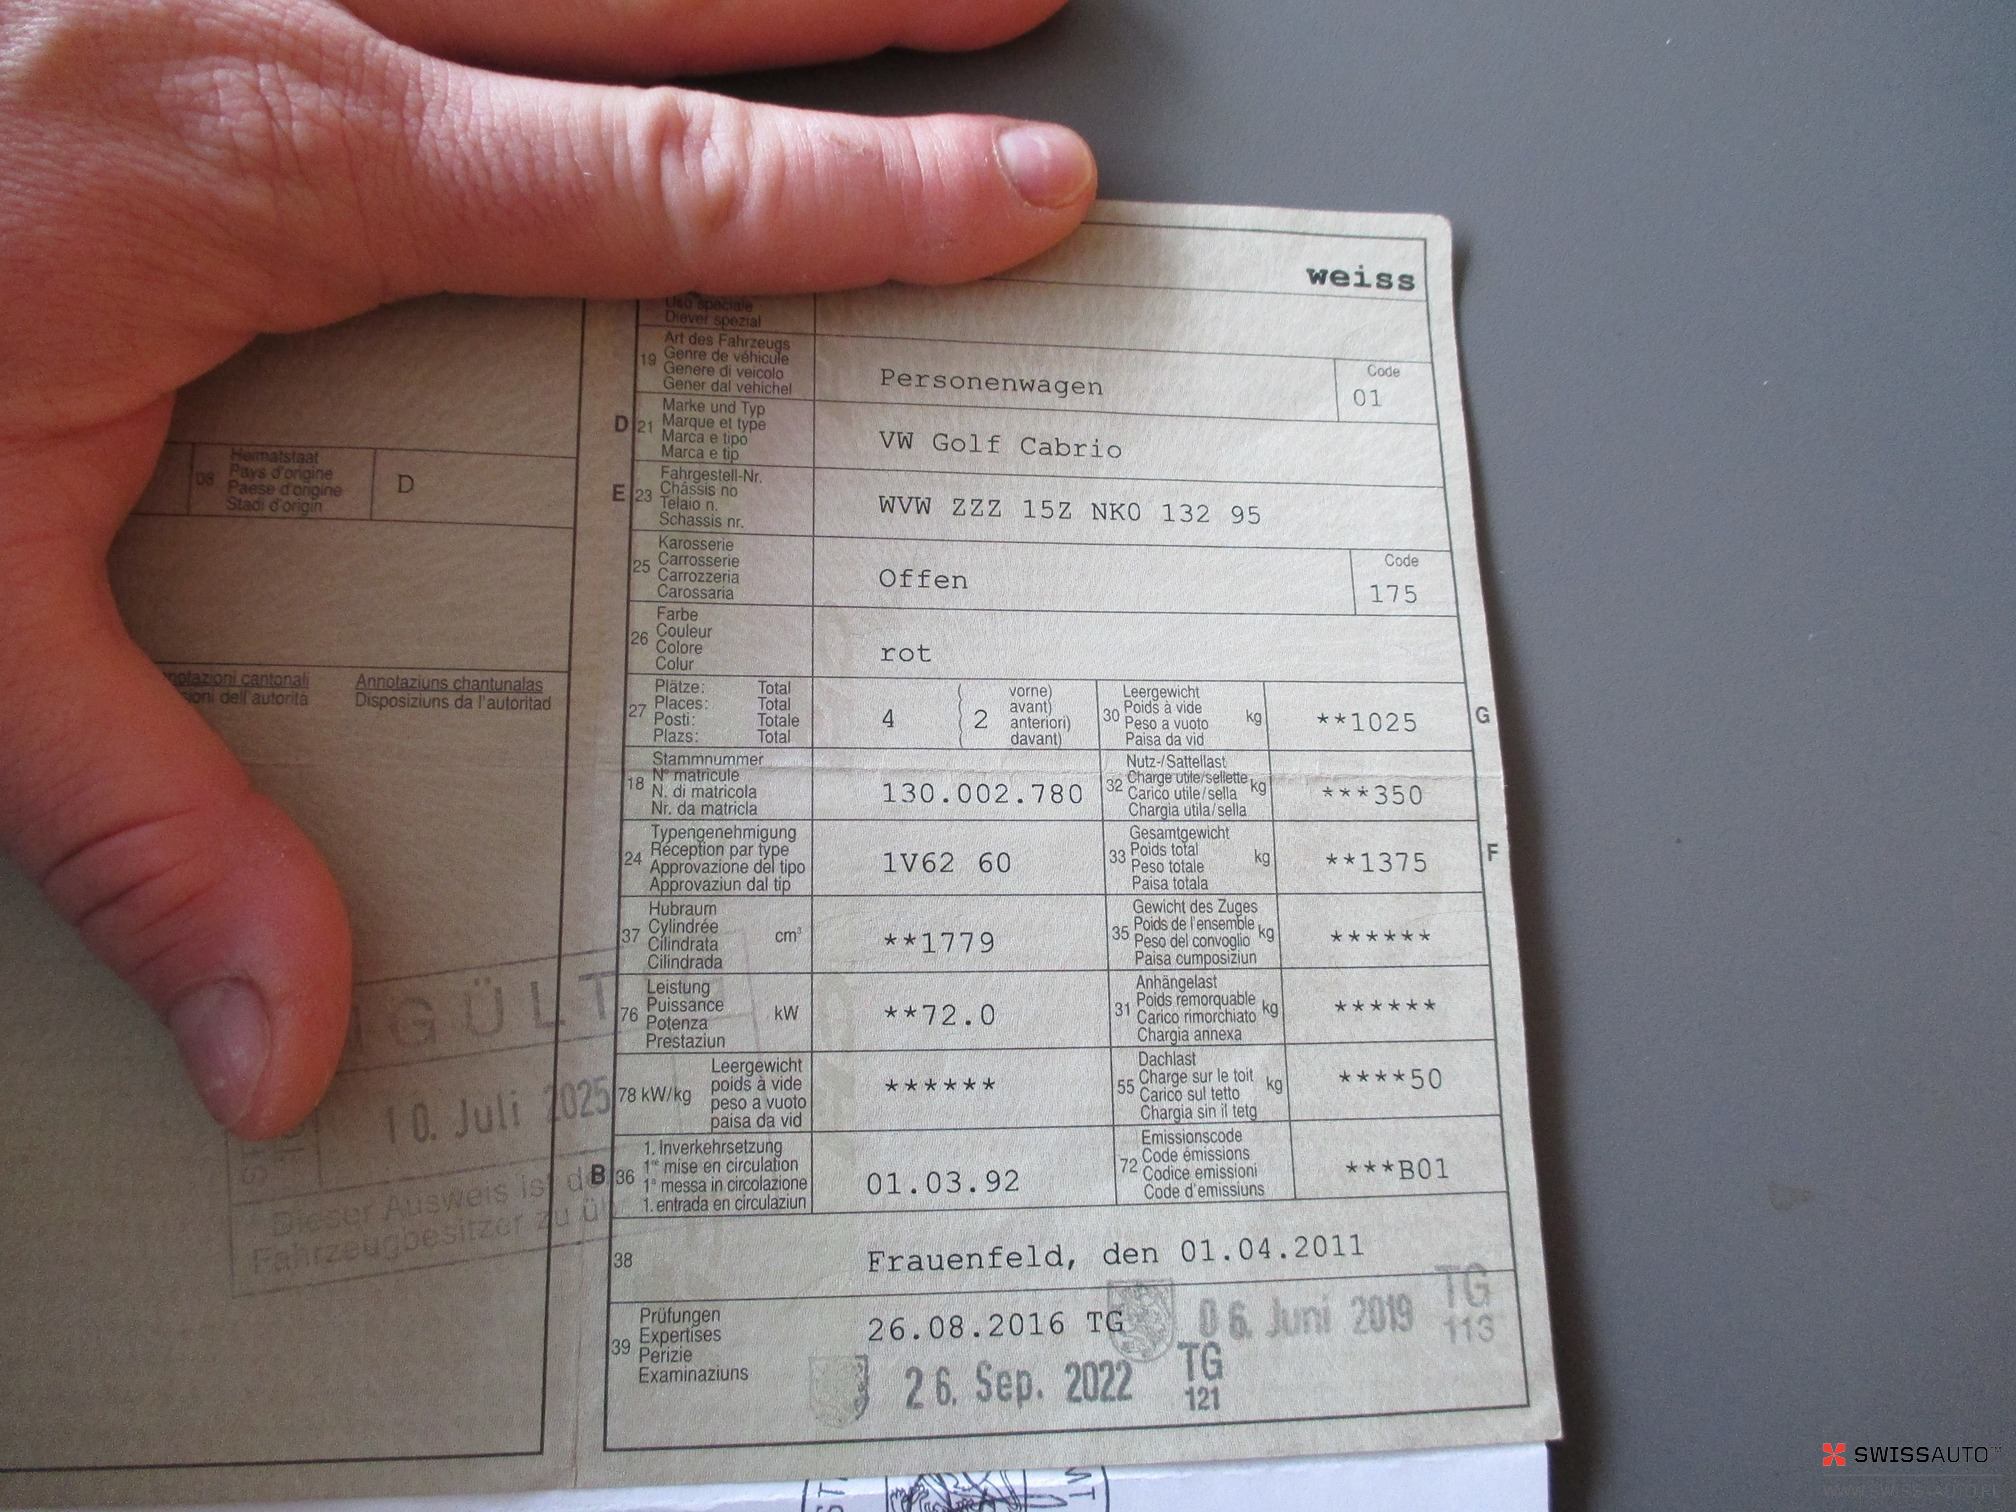 weiss
Uso speciale
Diever spezial
19
Art des Fahrzeugs
Genre de véhicule
Genere di veicolo
Gener dal vehichel
Personenwagen
Code
01
D 21
Marke und Typ
Marque et type
Marca e tipo
Marca e tip
VW Golf Cabrio
E 23
Fahrgestell-Nr.
Châssis no
Telaio n.
Schassis nr.
WVW ZZZ 15Z NK0 132 95
25
Karosserie
Carrosserie
Carrozzeria
Carossaria
Offen
Code
175
26
Farbe
Couleur
Colore
Colur
rot
27
Plätze: Total
Places: Total
Posti: Totale
Plazs: Total
4 ( 2
vorne)
avant)
anteriori)
davant)
30
Leergewicht
Poids à vide
Peso a vuoto
Paisa da vid
kg
**1025
G
18
Stammnummer
N° matricule
N. di matricola
Nr. da matricla
130.002.780
32
Nutz-/Sattellast
Charge utile/sellette
Carico utile/sella
Chargia utila/sella
kg
***350
24
Typengenehmigung
Réception par type
Approvazione del tipo
Approvaziun dal tip
1V62 60
33
Gesamtgewicht
Poids total
Peso totale
Paisa totala
kg
**1375
F
37
Hubraum
Cylindrée
Cilindrata
Cilindrada
cm³
**1779
35
Gewicht des Zuges
Poids de l'ensemble
Peso del convoglio
Paisa cumposiziun
kg
******
76
Leistung
Puissance
Potenza
Prestaziun
kW
**72.0
31
Anhängelast
Poids remorquable
Carico rimorchiato
Chargia annexa
kg
******
78 kW/kg
Leergewicht
poids à vide
peso a vuoto
paisa da vid
******
55
Dachlast
Charge sur le toit
Carico sul tetto
Chargia sin il tetg
kg
****50
B 36
1. Inverkehrsetzung
1re mise en circulation
1a messa in circolazione
1. entrada en circulaziun
01.03.92
72
Emissionscode
Code émissions
Codice emissioni
Code d'emissiuns
***B01
38
Frauenfeld, den 01.04.2011
39
Prüfungen
Expertises
Perizie
Examinaziuns
26.08.2016 TG
06. Juni 2019 TG
113
26. Sep. 2022 TG
121
08
Heimatstaat
Pays d'origine
Paese d'origine
Stadi d'origin
D
cantonali
dell'autorità
Annotaziuns chantunalas
Disposiziuns da l'autoritad
GÜLT
10. Juli 2025
Dieser Ausweis ist
Fahrzeugbesitzer zu
SWISSAUTO™
www.SWISSAUTO.PL